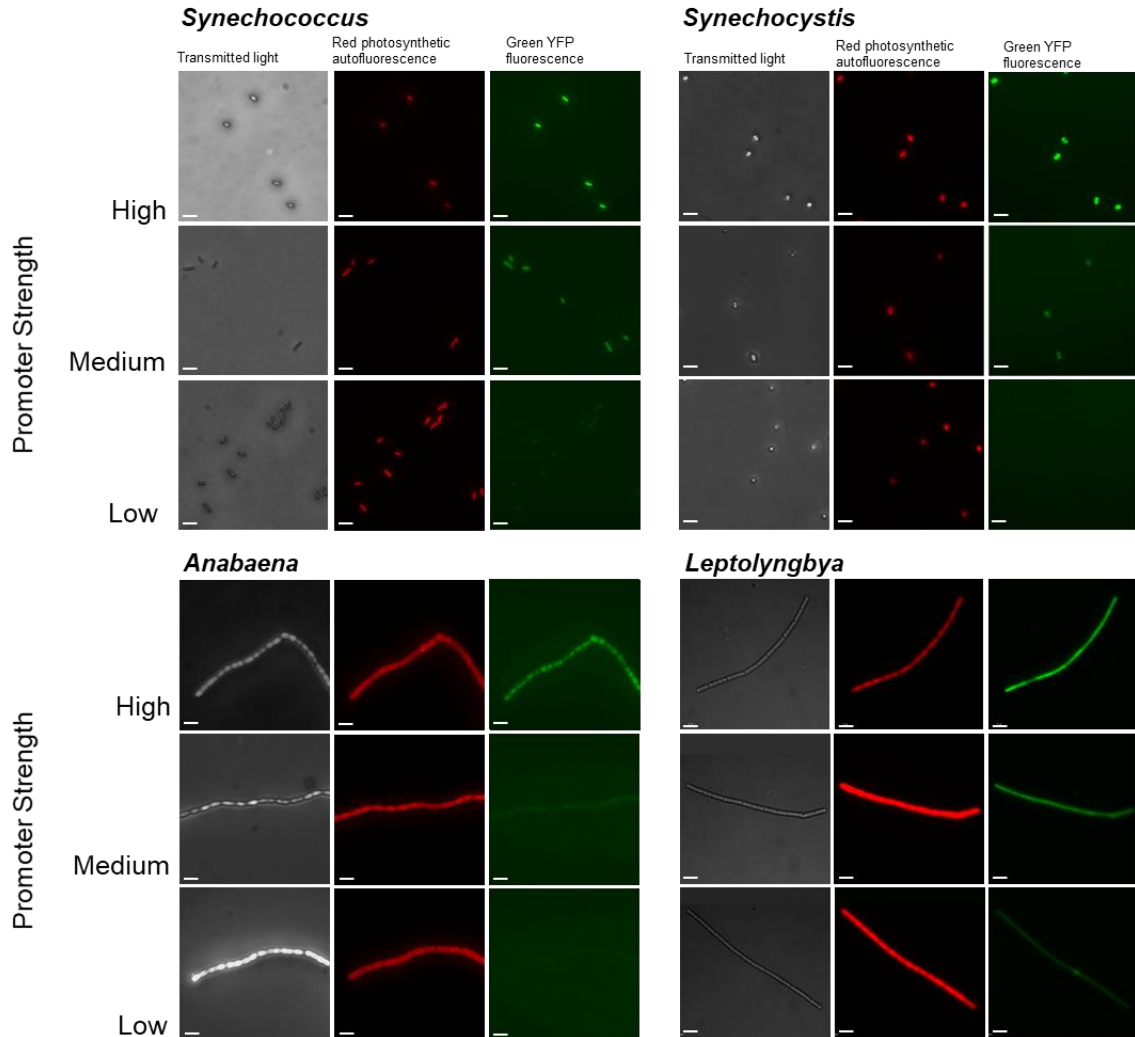 Synechococcus
Synechocystis
Transmitted light
Red photosynthetic
autofluorescence
Green YFP
fluorescence
Transmitted light
Red photosynthetic
autofluorescence
Green YFP
fluorescence
Promoter Strength
High
Medium
Low
Anabaena
Leptolyngbya
Promoter Strength
High
Medium
Low